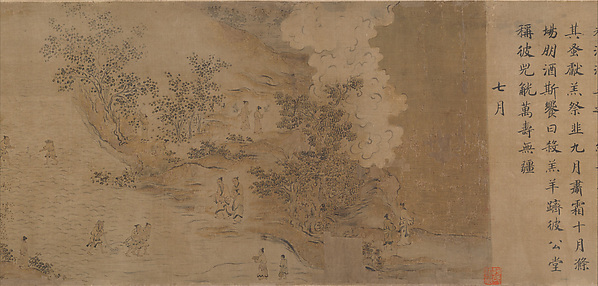 其蚤獻羔祭韭九月肅霜十月滌
場朋酒斯饗曰殺羔羊躋彼公堂
稱彼兕觥萬壽無疆
七月